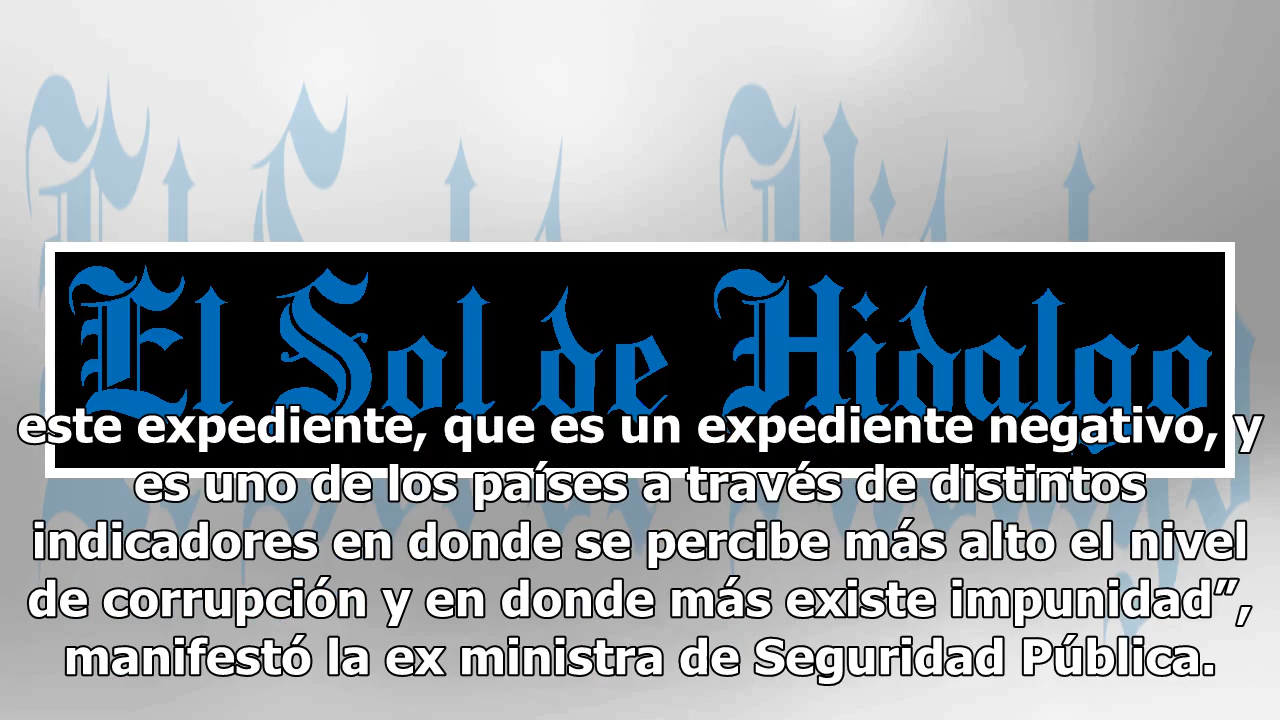 El Sol de Hidalgo
este expediente, que es un expediente negativo, y
es uno de los países a través de distintos
indicadores en donde se percibe más alto el nivel
de corrupción y en donde más existe impunidad”,
manifestó la ex ministra de Seguridad Pública.